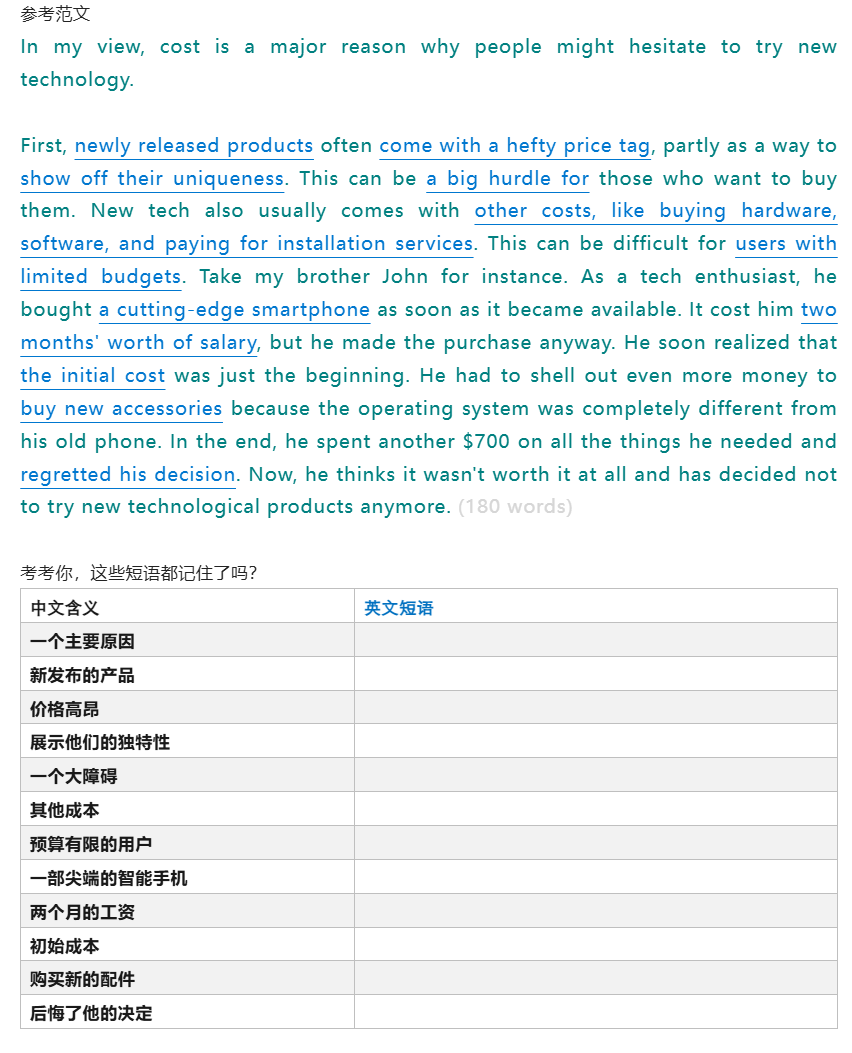 参考范文
In my view, cost is a major reason why people might hesitate to try new
technology.
First, newly released products often come with a hefty price tag, partly as a way to
show off their uniqueness. This can be a big hurdle for those who want to buy
them. New tech also usually comes with other costs, like buying hardware,
software, and paying for installation services. This can be difficult for users with
limited budgets. Take my brother John for instance. As a tech enthusiast, he
bought a cutting-edge smartphone as soon as it became available. It cost him two
months' worth of salary, but he made the purchase anyway. He soon realized that
the initial cost was just the beginning. He had to shell out even more money to
buy new accessories because the operating system was completely different from
his old phone. In the end, he spent another $700 on all the things he needed and
regretted his decision. Now, he thinks it wasn't worth it at all and has decided not
to try new technological products anymore. (180 words)
考考你，这些短语都记住了吗？
中文含义 英文短语
一个主要原因
新发布的产品
价格高昂
展示他们的独特性
一个大障碍
其他成本
预算有限的用户
一部尖端的智能手机
两个月的工资
初始成本
购买新的配件
后悔了他的决定